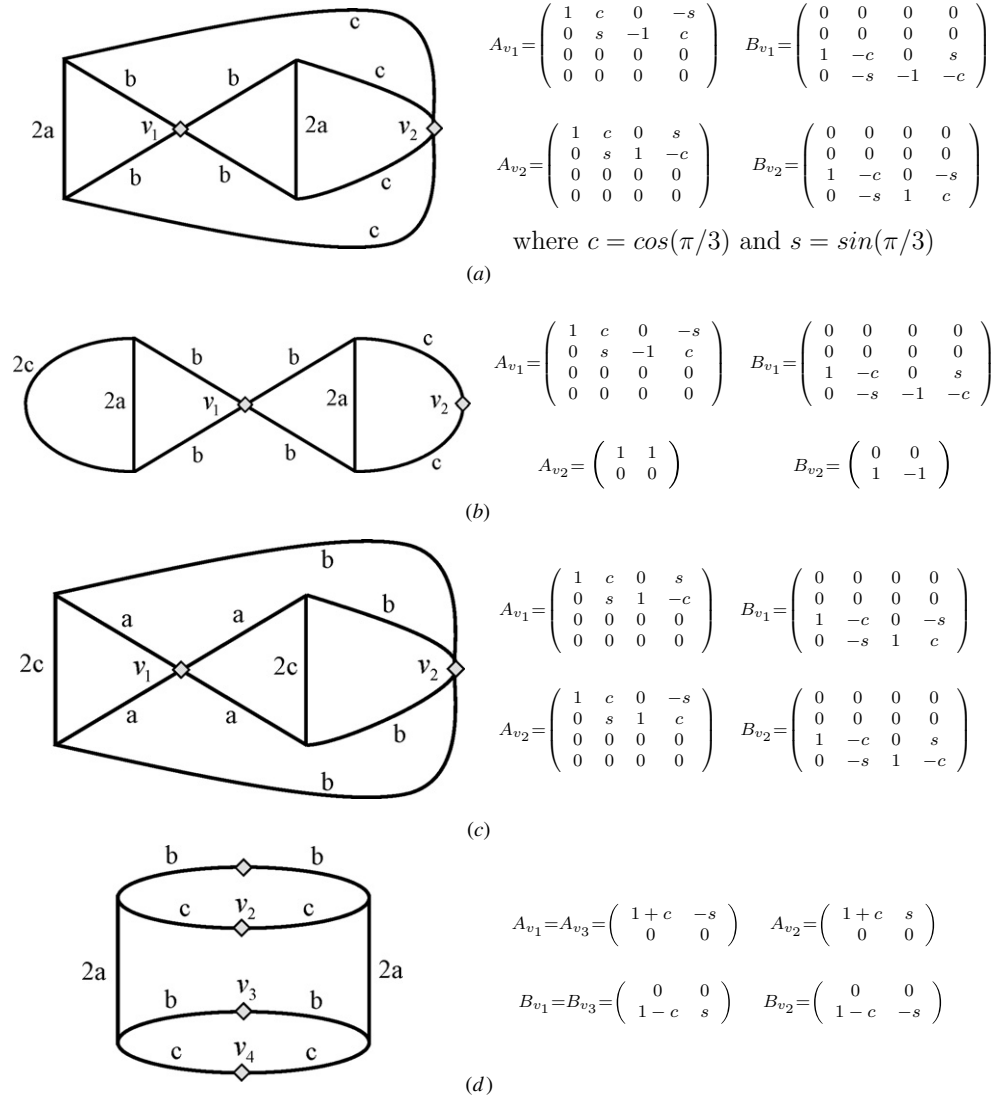 c
b b c
2a v₁ 2a v₂
b b c
c
A_{v₁}= ( 1 c 0 −s
0 s −1 c
0 0 0 0
0 0 0 0 )
B_{v₁}= ( 0 0 0 0
0 0 0 0
1 −c 0 s
0 −s −1 −c )
A_{v₂}= ( 1 c 0 s
0 s 1 −c
0 0 0 0
0 0 0 0 )
B_{v₂}= ( 0 0 0 0
0 0 0 0
1 −c 0 −s
0 −s 1 c )
where c = cos(π/3) and s = sin(π/3)
(a)
2c b b c
2a v₁ 2a v₂
b b c
A_{v₁}= ( 1 c 0 −s
0 s −1 c
0 0 0 0
0 0 0 0 )
B_{v₁}= ( 0 0 0 0
0 0 0 0
1 −c 0 s
0 −s −1 −c )
A_{v₂}= ( 1 1
0 0 )
B_{v₂}= ( 0 0
1 −1 )
(b)
b
a a b
2c v₁ 2c v₂
a a b
b
A_{v₁}= ( 1 c 0 s
0 s 1 −c
0 0 0 0
0 0 0 0 )
B_{v₁}= ( 0 0 0 0
0 0 0 0
1 −c 0 −s
0 −s 1 c )
A_{v₂}= ( 1 c 0 −s
0 s 1 c
0 0 0 0
0 0 0 0 )
B_{v₂}= ( 0 0 0 0
0 0 0 0
1 −c 0 s
0 −s 1 −c )
(c)
b b
c v₂ c
2a 2a
b v₃ b
c v₄ c
A_{v₁}=A_{v₃}= ( 1 + c −s
0 0 )
A_{v₂}= ( 1 + c s
0 0 )
B_{v₁}=B_{v₃}= ( 0 0
1 − c s )
B_{v₂}= ( 0 0
1 − c −s )
(d)